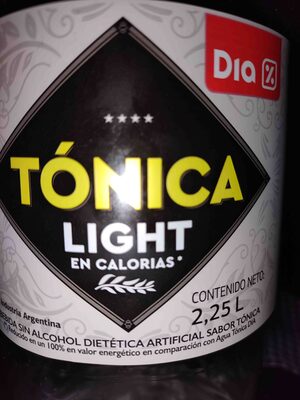 Dia %
TÓNICA
LIGHT
EN CALORIAS*
CONTENIDO NETO:
2,25 L
Industria Argentina
BEBIDA SIN ALCOHOL DIETÉTICA ARTIFICIAL SABOR TÓNICA
*Reducido en un 100% en valor energético en comparación con Agua Tónica DIA